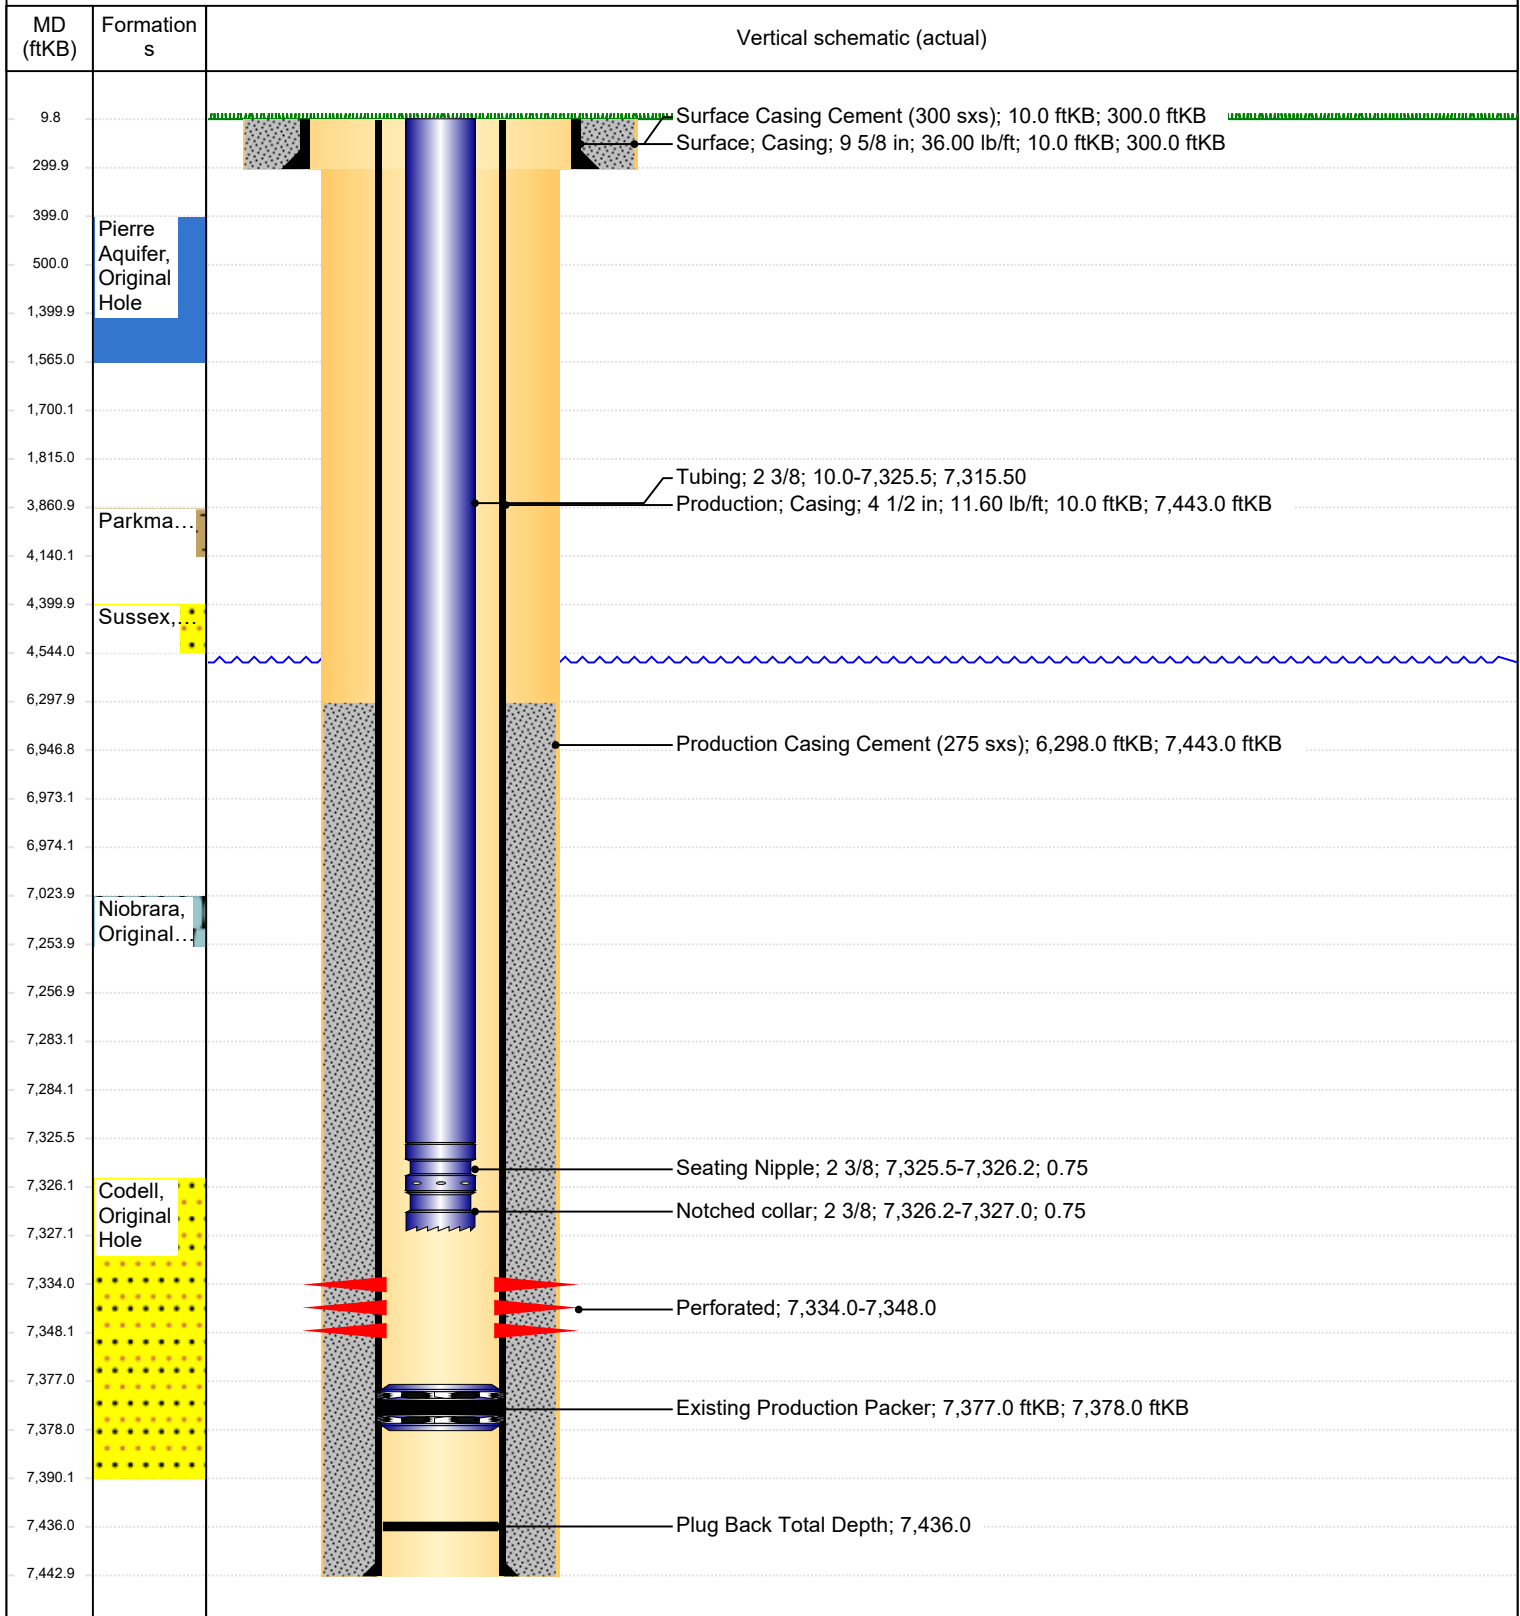 MD
(ftKB)
Formation
s
Vertical schematic (actual)
9.8
Surface Casing Cement (300 sxs); 10.0 ftKB; 300.0 ftKB
Surface; Casing; 9 5/8 in; 36.00 lb/ft; 10.0 ftKB; 300.0 ftKB
299.9
399.0
Pierre
Aquifer,
Original
Hole
500.0
1,399.9
1,565.0
1,700.1
1,815.0
Tubing; 2 3/8; 10.0-7,325.5; 7,315.50
Production; Casing; 4 1/2 in; 11.60 lb/ft; 10.0 ftKB; 7,443.0 ftKB
3,860.9
Parkma...
4,140.1
4,399.9
Sussex,...
4,544.0
6,297.9
Production Casing Cement (275 sxs); 6,298.0 ftKB; 7,443.0 ftKB
6,946.8
6,973.1
6,974.1
7,023.9
Niobrara,
Original...
7,253.9
7,256.9
7,283.1
7,284.1
7,325.5
Seating Nipple; 2 3/8; 7,325.5-7,326.2; 0.75
7,326.1
Codell,
Original
Hole
Notched collar; 2 3/8; 7,326.2-7,327.0; 0.75
7,327.1
7,334.0
Perforated; 7,334.0-7,348.0
7,348.1
7,377.0
Existing Production Packer; 7,377.0 ftKB; 7,378.0 ftKB
7,378.0
7,390.1
Plug Back Total Depth; 7,436.0
7,436.0
7,442.9